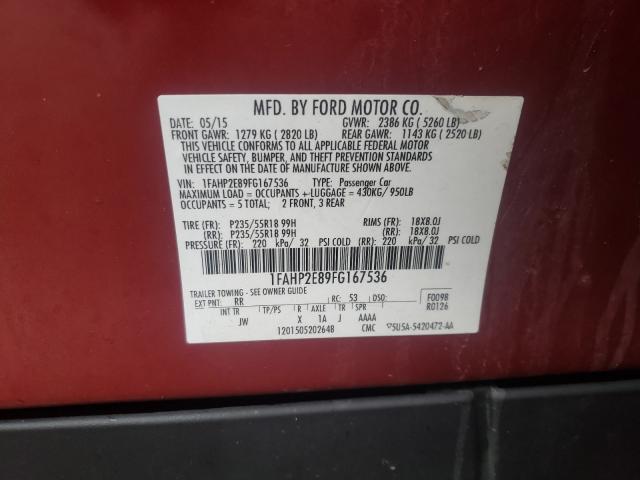 MFD. BY FORD MOTOR CO.
DATE: 05/15 GVWR: 2386 KG ( 5260 LB)
FRONT GAWR: 1279 KG ( 2820 LB) REAR GAWR: 1143 KG ( 2520 LB)
THIS VEHICLE CONFORMS TO ALL APPLICABLE FEDERAL MOTOR
VEHICLE SAFETY, BUMPER, AND THEFT PREVENTION STANDARDS
IN EFFECT ON THE DATE OF MANUFACTURE SHOWN ABOVE.
VIN: 1FAHP2E89FG167536 TYPE: Passenger Car
MAXIMUM LOAD = OCCUPANTS + LUGGAGE = 430KG/ 950LB
OCCUPANTS = 5 TOTAL: 2 FRONT, 3 REAR
TIRE (FR): P235/55R18 99H RIMS (FR): 18X8.0J
(RR): P235/55R18 99H (RR): 18X8.0J
PRESSURE (FR): 220 kPa/ 32 PSI COLD (RR): 220 kPa/ 32 PSI COLD
1FAHP2E89FG167536
TRAILER TOWING - SEE OWNER GUIDE
EXT PNT: RR RC: 53 DSO: F0098
INT TR TP/PS R AXLE TR SPR R0126
JW X 1A J AAAA
1201505202648 CMC 5U5A-5420472-AA